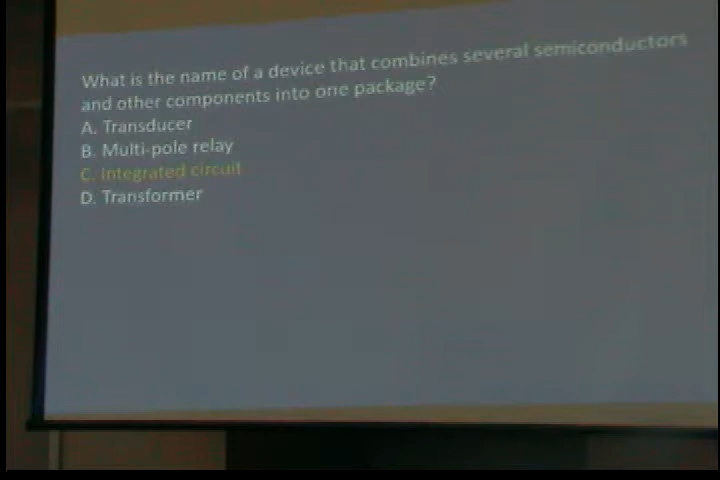 What is the name of a device that combines several semiconductors
and other components into one package?
A. Transducer
B. Multi-pole relay
C. Integrated circuit
D. Transformer